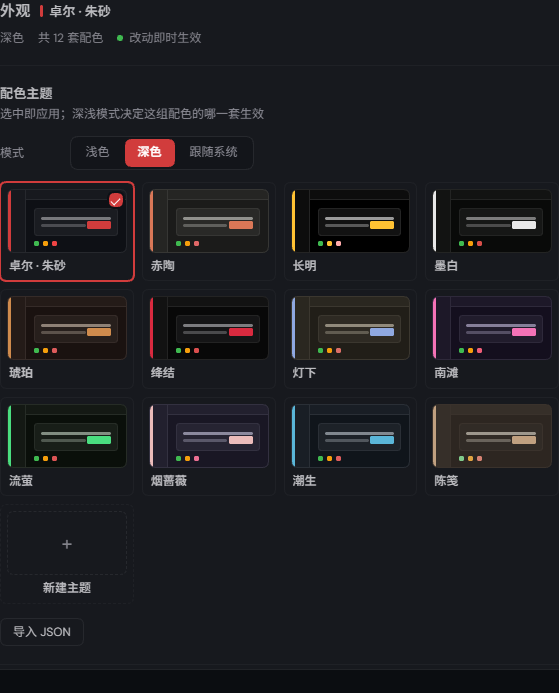 外观 卓尔 · 朱砂
深色 共 12 套配色 改动即时生效
配色主题
选中即应用；深浅模式决定这组配色的哪一套生效
模式 浅色 深色 跟随系统
卓尔 · 朱砂 赤陶 长明 墨白
琥珀 绛结 灯下 南滩
流萤 烟蔷薇 潮生 陈笺
+
新建主题
导入 JSON